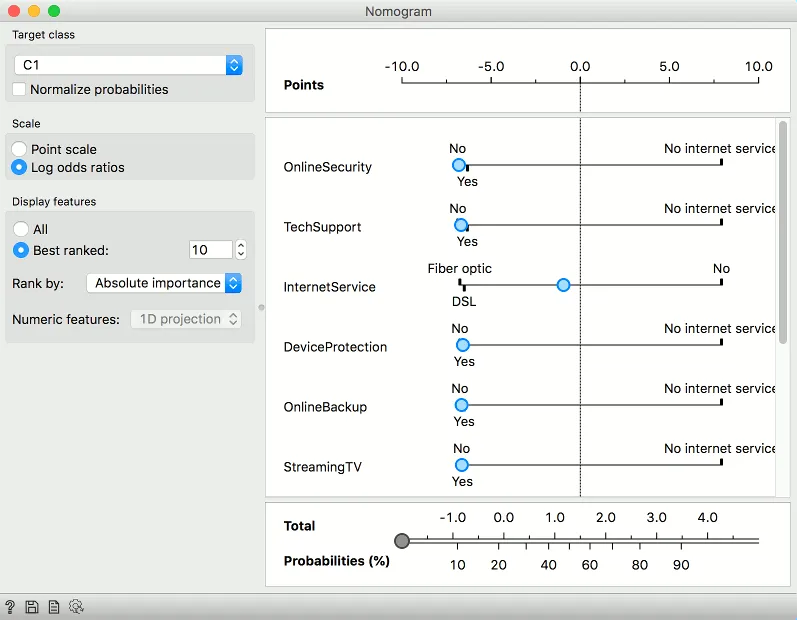 Nomogram
Target class
C1
Normalize probabilities
Scale
Point scale
Log odds ratios
Display features
All
Best ranked: 10
Rank by: Absolute importance
Numeric features: 1D projection
-10.0 -5.0 0.0 5.0 10.0
Points
No No internet service
OnlineSecurity
Yes
No No internet service
TechSupport
Yes
Fiber optic No
InternetService
DSL
No No internet service
DeviceProtection
Yes
No No internet service
OnlineBackup
Yes
No No internet service
StreamingTV
Yes
-1.0 0.0 1.0 2.0 3.0 4.0
Total
Probabilities (%)
10 20 40 60 80 90
?